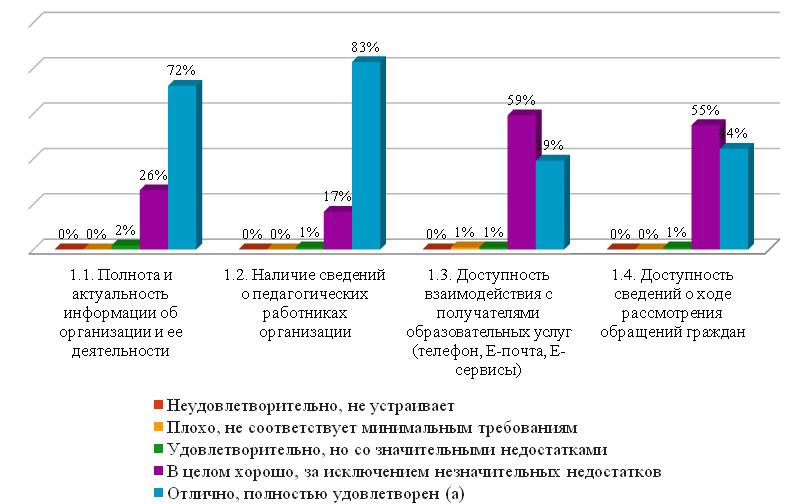 0% 0% 2% 26% 72%
0% 0% 1% 17% 83%
0% 1% 1% 59% 39%
0% 0% 1% 55% 44%
1.1. Полнота и
актуальность
информации об
организации и ее
деятельности
1.2. Наличие сведений
о педагогических
работниках
организации
1.3. Доступность
взаимодействия с
получателями
образовательных услуг
(телефон, Е-почта, Е-
сервисы)
1.4. Доступность
сведений о ходе
рассмотрения
обращений граждан
Неудовлетворительно, не устраивает
Плохо, не соответствует минимальным требованиям
Удовлетворительно, но со значительными недостатками
В целом хорошо, за исключением незначительных недостатков
Отлично, полностью удовлетворен (а)